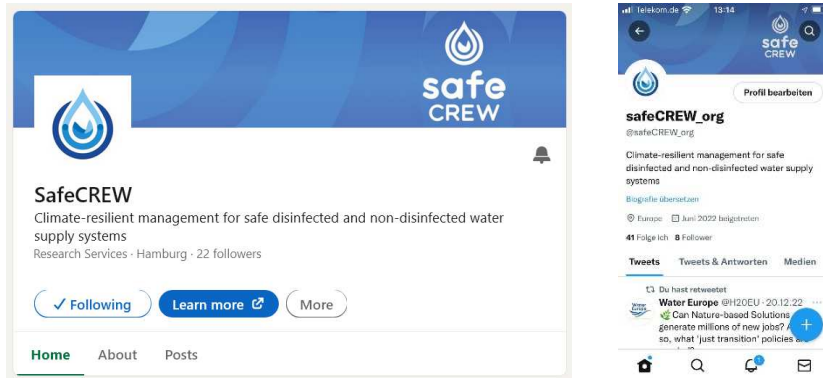 safe
CREW
SafeCREW
Climate-resilient management for safe disinfected and non-disinfected water
supply systems
Research Services · Hamburg · 22 followers
Following
Learn more
More
Home About Posts
Telekom.de 13:14
safe
CREW
Profil bearbeiten
safeCREW_org
@safeCREW_org
Climate-resilient management for safe
disinfected and non-disinfected water supply
systems
Biografie übersetzen
Europe Juni 2022 beigetreten
41 Folge ich 8 Follower
Tweets Tweets & Antworten Medien
Du hast retweetet
Water Europe @H20EU · 20.12.22 ...
Can Nature-based Solutions
generate millions of new jobs?
so, what 'just transition' policies